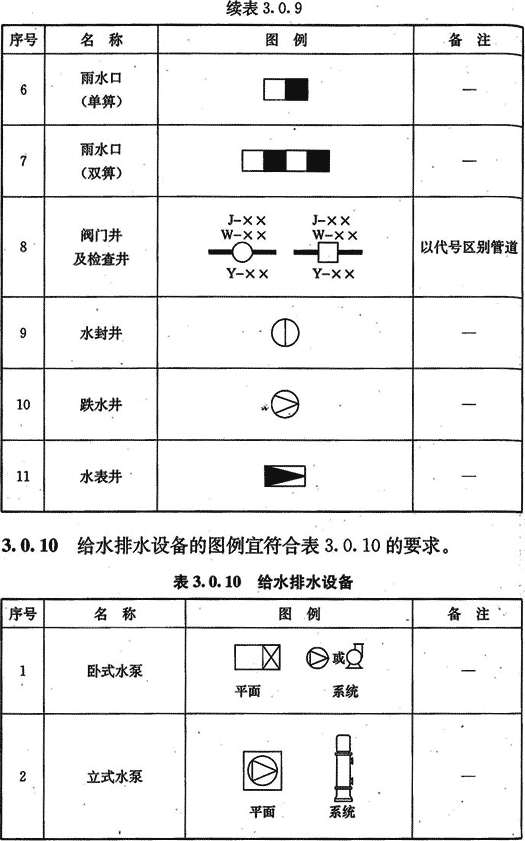 续表 3.0.9
序号 名 称 图 例 备 注
6 雨水口（单箅） —
7 雨水口（双箅） —
8 阀门井及检查井 J-×× W-×× Y-×× J-×× W-×× Y-×× 以代号区别管道
9 水封井 —
10 跌水井 —
11 水表井 —
3.0.10 给水排水设备的图例宜符合表 3.0.10 的要求。
表 3.0.10 给水排水设备
序号 名 称 图 例 备 注
1 卧式水泵 或 平面 系统 —
2 立式水泵 平面 系统 —